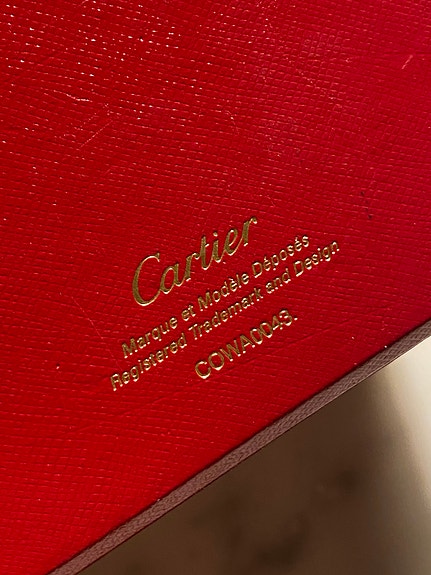 Cartier
Marque et Modèle Déposés
Registered Trademark and Design
COWA0043.